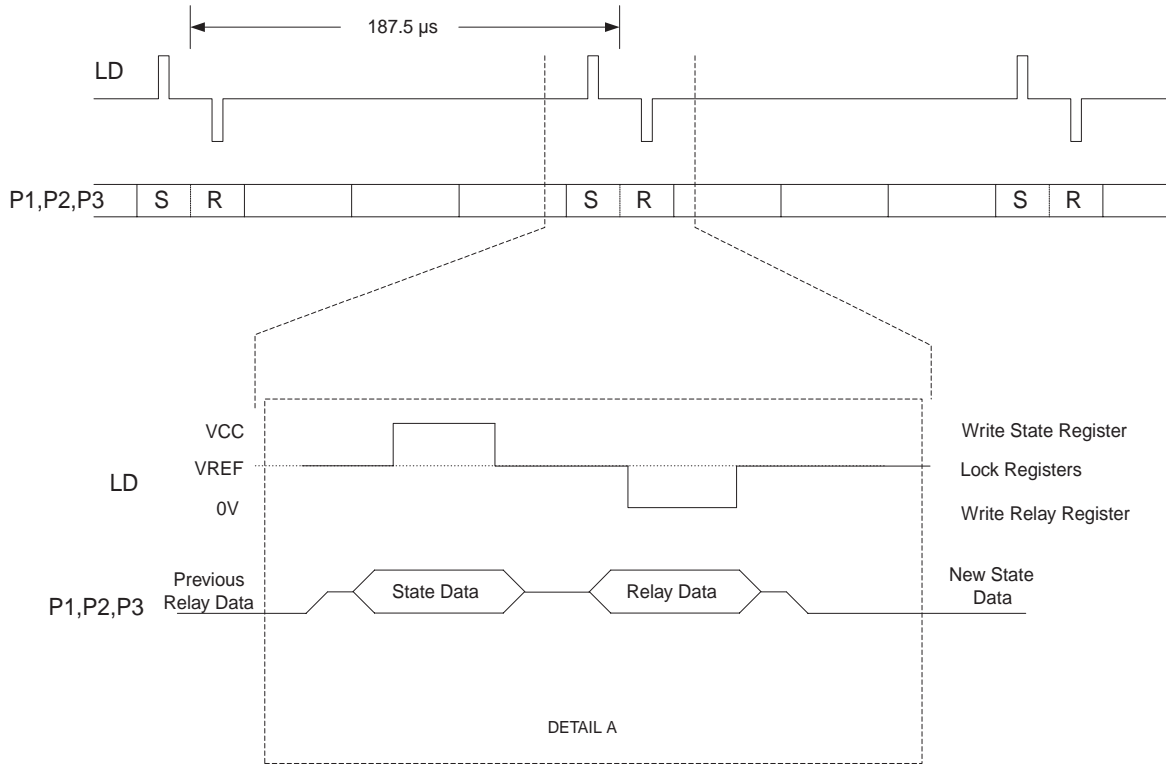 187.5 µs
LD
P1,P2,P3
S R S R S R
VCC
Write State Register
VREF
Lock Registers
LD
0V
Write Relay Register
Previous
Relay Data
P1,P2,P3
State Data
Relay Data
New State
Data
DETAIL A